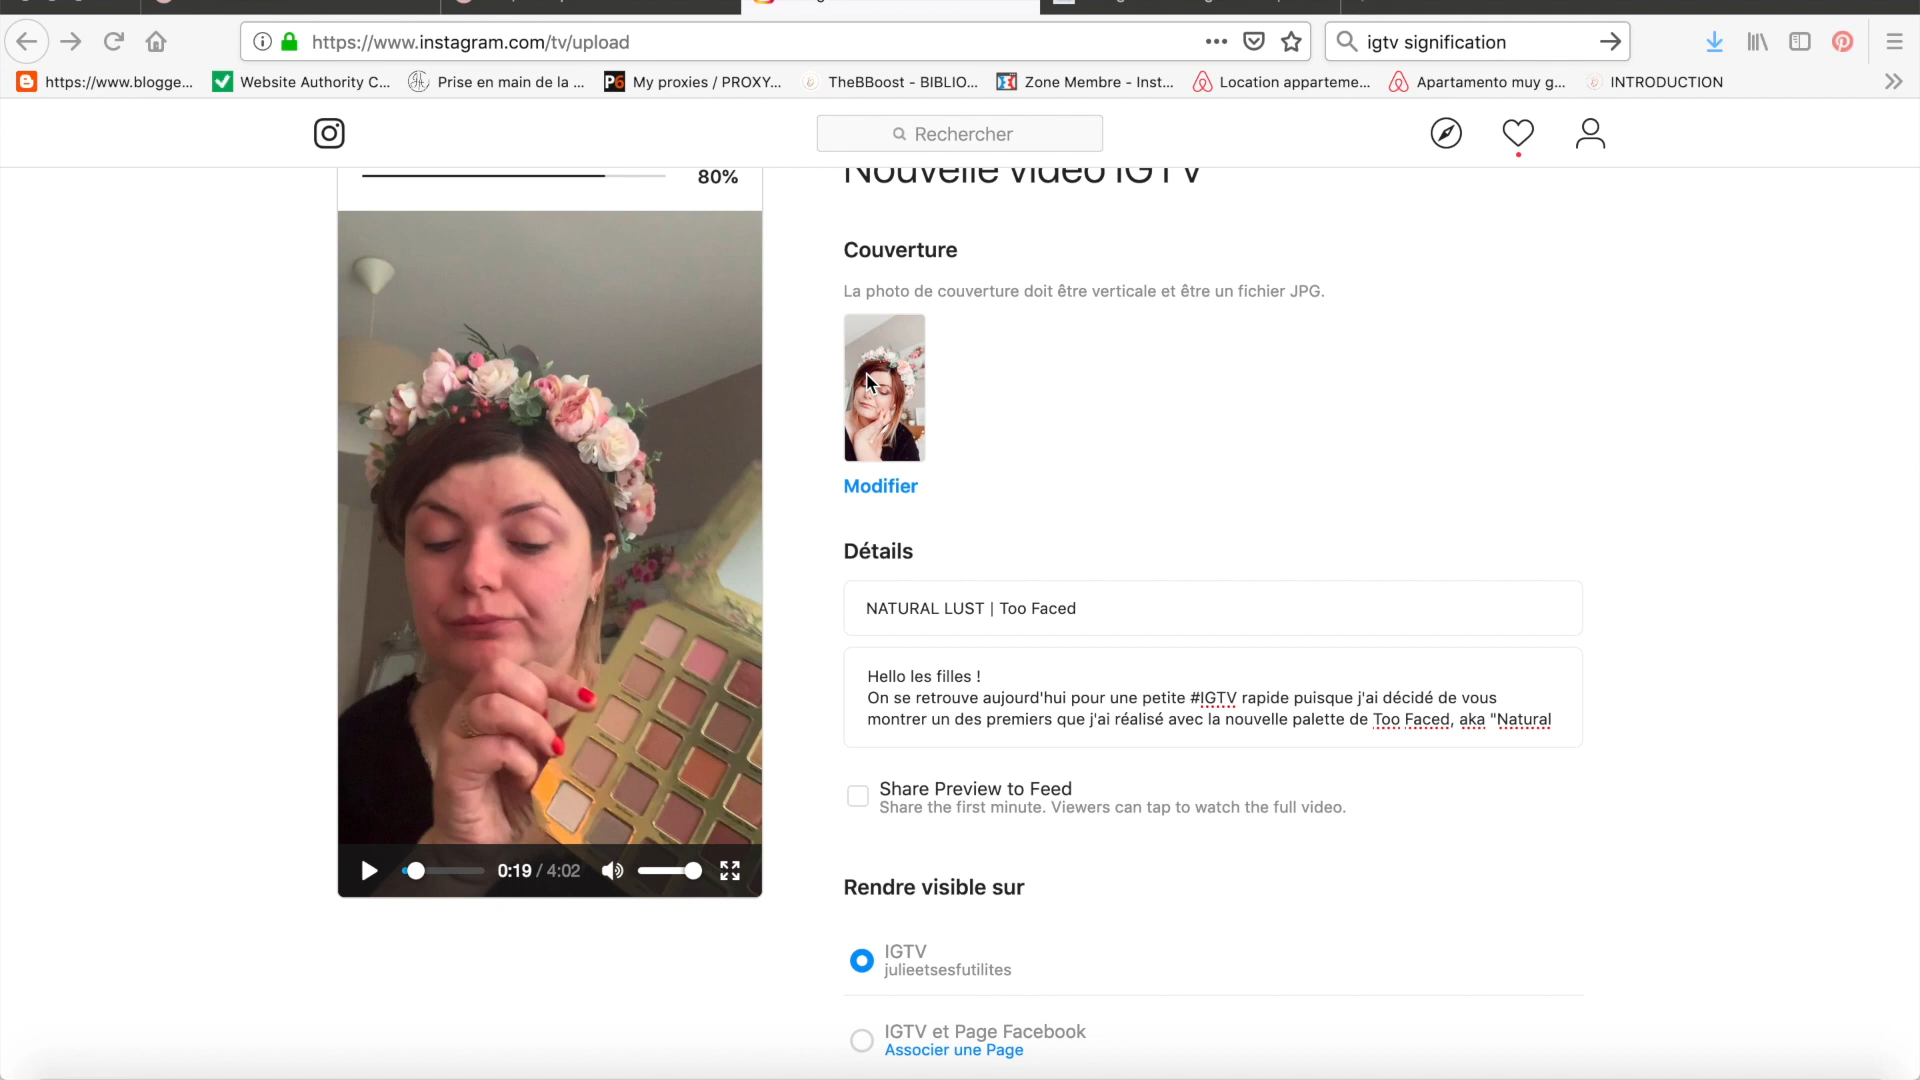 https://www.instagram.com/tv/upload
igtv signification
https://www.blogge...
Website Authority C...
Prise en main de la ...
My proxies / PROXY...
TheBBoost - BIBLIO...
Zone Membre - Inst...
Location apparteme...
Apartamento muy g...
INTRODUCTION
Rechercher
80%
Nouvelle vidéo IGTV
Couverture
La photo de couverture doit être verticale et être un fichier JPG.
Modifier
Détails
NATURAL LUST | Too Faced
Hello les filles !
On se retrouve aujourd'hui pour une petite #IGTV rapide puisque j'ai décidé de vous
montrer un des premiers que j'ai réalisé avec la nouvelle palette de Too Faced, aka "Natural
Share Preview to Feed
Share the first minute. Viewers can tap to watch the full video.
0:19 / 4:02
Rendre visible sur
IGTV
julieetsesfutilites
IGTV et Page Facebook
Associer une Page